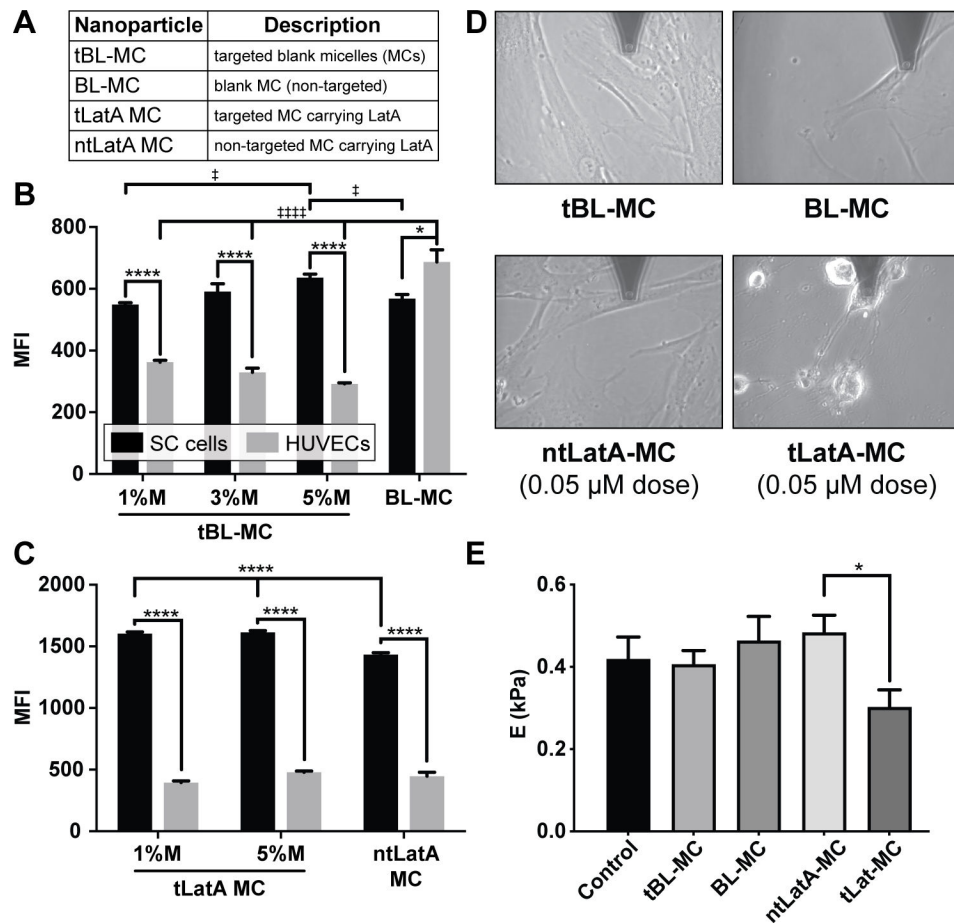 A
Nanoparticle Description
tBL-MC targeted blank micelles (MCs)
BL-MC blank MC (non-targeted)
tLatA MC targeted MC carrying LatA
ntLatA MC non-targeted MC carrying LatA
B
‡
‡
‡‡‡‡
*
****
****
****
800
600
400
200
0
MFI
SC cells HUVECs
1%M 3%M 5%M BL-MC
tBL-MC
C
****
****
****
****
2000
1500
1000
500
0
MFI
1%M 5%M ntLatA
MC
tLatA MC
D
tBL-MC BL-MC
ntLatA-MC tLatA-MC
(0.05 µM dose) (0.05 µM dose)
E
*
0.6
0.4
0.2
0.0
E (kPa)
Control
tBL-MC
BL-MC
ntLatA-MC
tLat-MC